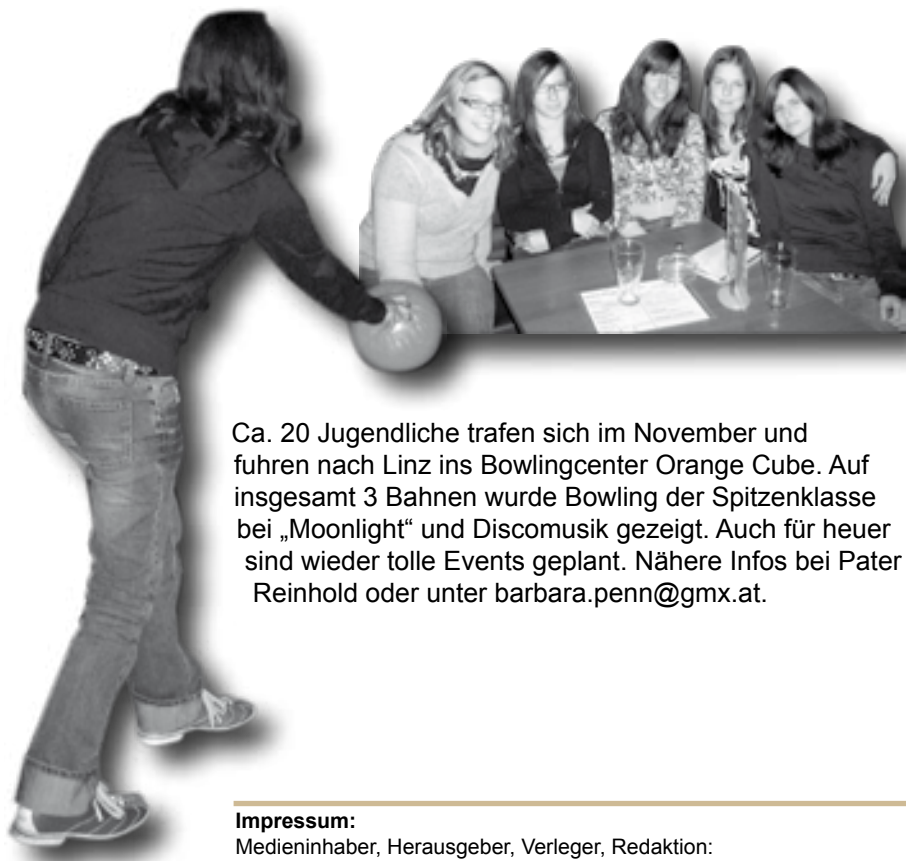 Ca. 20 Jugendliche trafen sich im November und
fuhren nach Linz ins Bowlingcenter Orange Cube. Auf
insgesamt 3 Bahnen wurde Bowling der Spitzenklasse
bei „Moonlight“ und Discomusik gezeigt. Auch für heuer
sind wieder tolle Events geplant. Nähere Infos bei Pater
Reinhold oder unter barbara.penn@gmx.at.
Impressum:
Medieninhaber, Herausgeber, Verleger, Redaktion: